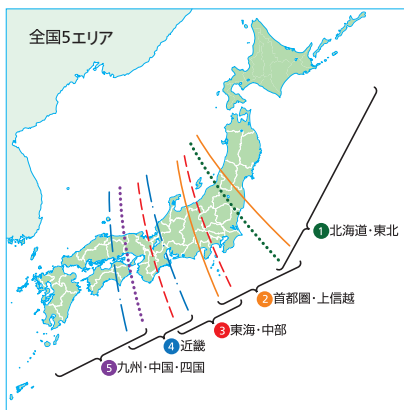 全国5エリア
1北海道・東北
2首都圏・上信越
3東海・中部
4近畿
5九州・中国・四国